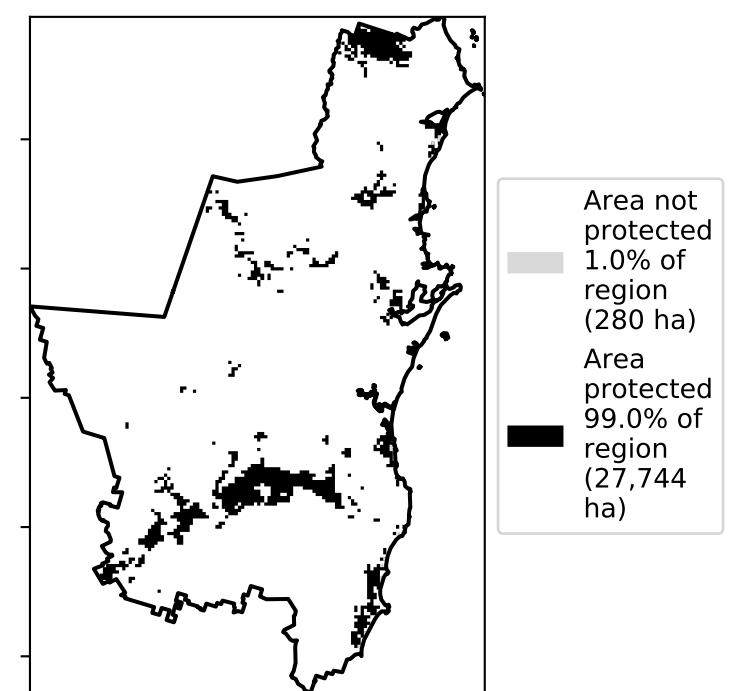 Area not
protected
1.0% of
region
(280 ha)
Area
protected
99.0% of
region
(27,744
ha)